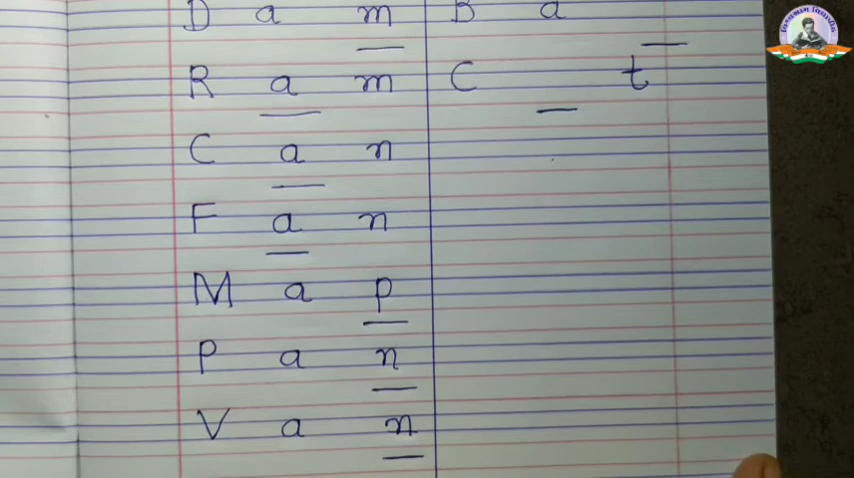 D a m B a
R a m C t
C a n
F a n
M a p
P a n
V a n